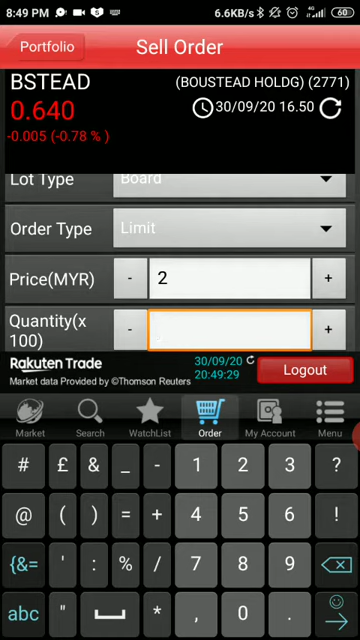 8:49 PM 6.6KB/s 4G 60
Portfolio Sell Order
BSTEAD (BOUSTEAD HOLDG) (2771)
0.640 30/09/20 16.50
-0.005 (-0.78 % )
Lot Type Board
Order Type Limit
Price(MYR) - 2 +
Quantity(x 100) - +
Rakuten Trade 30/09/20 Logout
Market data Provided by ©Thomson Reuters 20:49:29
Market Search WatchList Order My Account Menu
# £ & _ - 1 2 3 ?
@ ( ) = + 4 5 6 !
{&= ' : % / 7 8 9
abc " * , 0 .